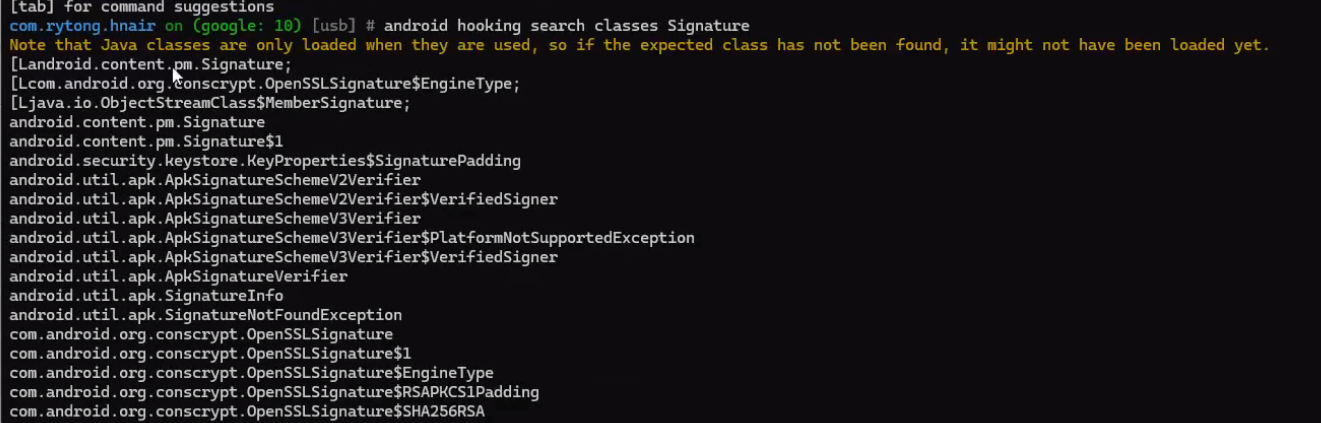 [tab] for command suggestions
com.rytong.hnair on (google: 10) [usb] # android hooking search classes Signature
Note that Java classes are only loaded when they are used, so if the expected class has not been found, it might not have been loaded yet.
[Landroid.content.pm.Signature;
[Lcom.android.org.conscrypt.OpenSSLSignature$EngineType;
[Ljava.io.ObjectStreamClass$MemberSignature;
android.content.pm.Signature
android.content.pm.Signature$1
android.security.keystore.KeyProperties$SignaturePadding
android.util.apk.ApkSignatureSchemeV2Verifier
android.util.apk.ApkSignatureSchemeV2Verifier$VerifiedSigner
android.util.apk.ApkSignatureSchemeV3Verifier
android.util.apk.ApkSignatureSchemeV3Verifier$PlatformNotSupportedException
android.util.apk.ApkSignatureSchemeV3Verifier$VerifiedSigner
android.util.apk.ApkSignatureVerifier
android.util.apk.SignatureInfo
android.util.apk.SignatureNotFoundException
com.android.org.conscrypt.OpenSSLSignature
com.android.org.conscrypt.OpenSSLSignature$1
com.android.org.conscrypt.OpenSSLSignature$EngineType
com.android.org.conscrypt.OpenSSLSignature$RSAPKCS1Padding
com.android.org.conscrypt.OpenSSLSignature$SHA256RSA